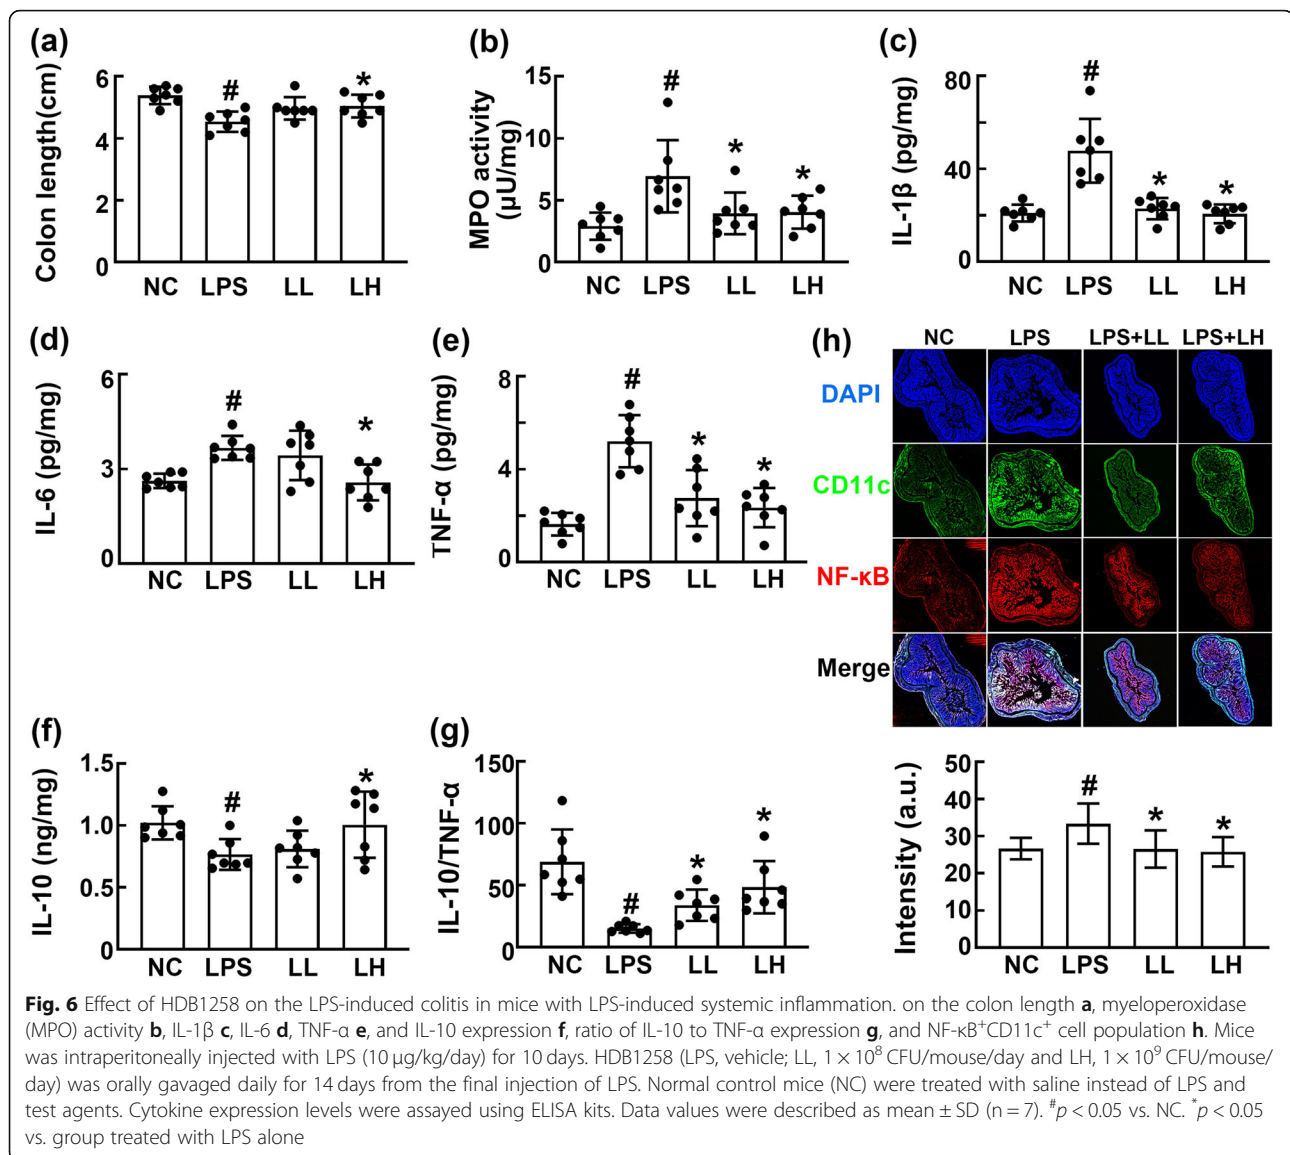 (a)
Colon length(cm)
6
4
2
0
#
*
NC LPS LL LH
(b)
MPO activity
(µU/mg)
15
10
5
0
#
*
*
NC LPS LL LH
(c)
IL-1β (pg/mg)
80
40
0
#
*
*
NC LPS LL LH
(d)
IL-6 (pg/mg)
6
3
0
#
*
NC LPS LL LH
(e)
TNF-α (pg/mg)
8
4
0
#
*
*
NC LPS LL LH
(h)
NC LPS LPS+LL LPS+LH
DAPI
CD11c
NF-κB
Merge
(f)
IL-10 (ng/mg)
1.5
1.0
0.5
0
#
*
NC LPS LL LH
(g)
IL-10/TNF-α
150
100
50
0
#
*
*
NC LPS LL LH
Intensity (a.u.)
50
40
30
20
10
0
#
*
*
NC LPS LL LH
Fig. 6 Effect of HDB1258 on the LPS-induced colitis in mice with LPS-induced systemic inflammation. on the colon length a, myeloperoxidase
(MPO) activity b, IL-1β c, IL-6 d, TNF-α e, and IL-10 expression f, ratio of IL-10 to TNF-α expression g, and NF-κB⁺CD11c⁺ cell population h. Mice
was intraperitoneally injected with LPS (10 µg/kg/day) for 10 days. HDB1258 (LPS, vehicle; LL, 1 × 10⁸ CFU/mouse/day and LH, 1 × 10⁹ CFU/mouse/
day) was orally gavaged daily for 14 days from the final injection of LPS. Normal control mice (NC) were treated with saline instead of LPS and
test agents. Cytokine expression levels were assayed using ELISA kits. Data values were described as mean ± SD (n = 7). #p < 0.05 vs. NC. *p < 0.05
vs. group treated with LPS alone